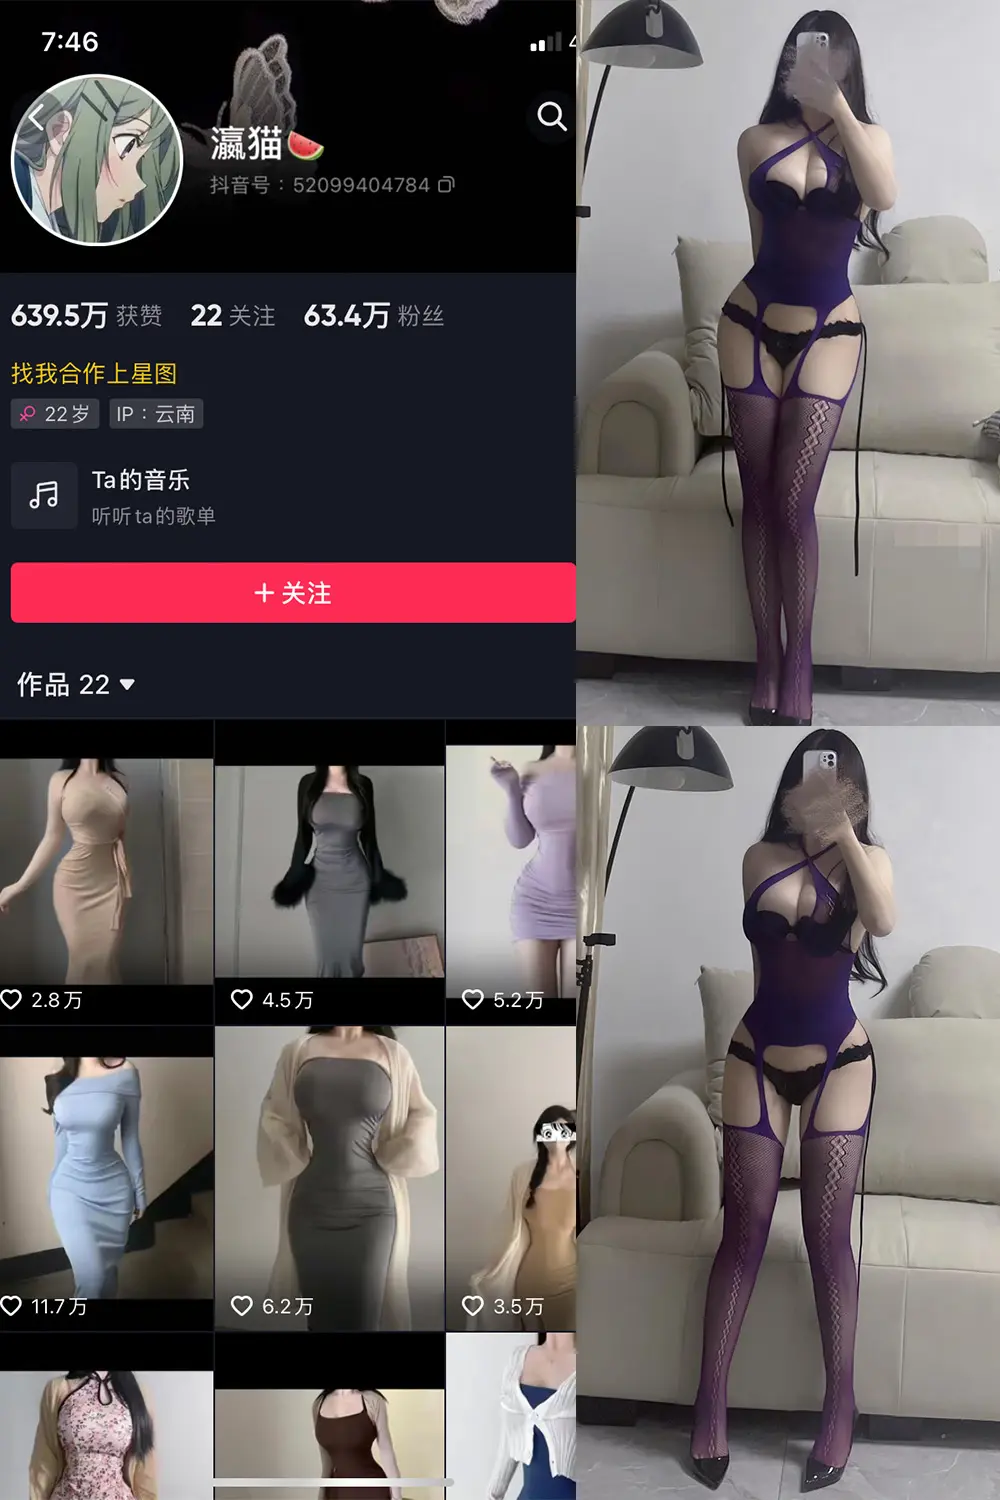 7:46
瀛猫🍉
抖音号：52099404784
639.5万 获赞 22 关注 63.4万 粉丝
找我合作上星图
22岁 IP：云南
Ta的音乐
听听ta的歌单
+ 关注
作品 22
2.8万 4.5万 5.2万
11.7万 6.2万 3.5万